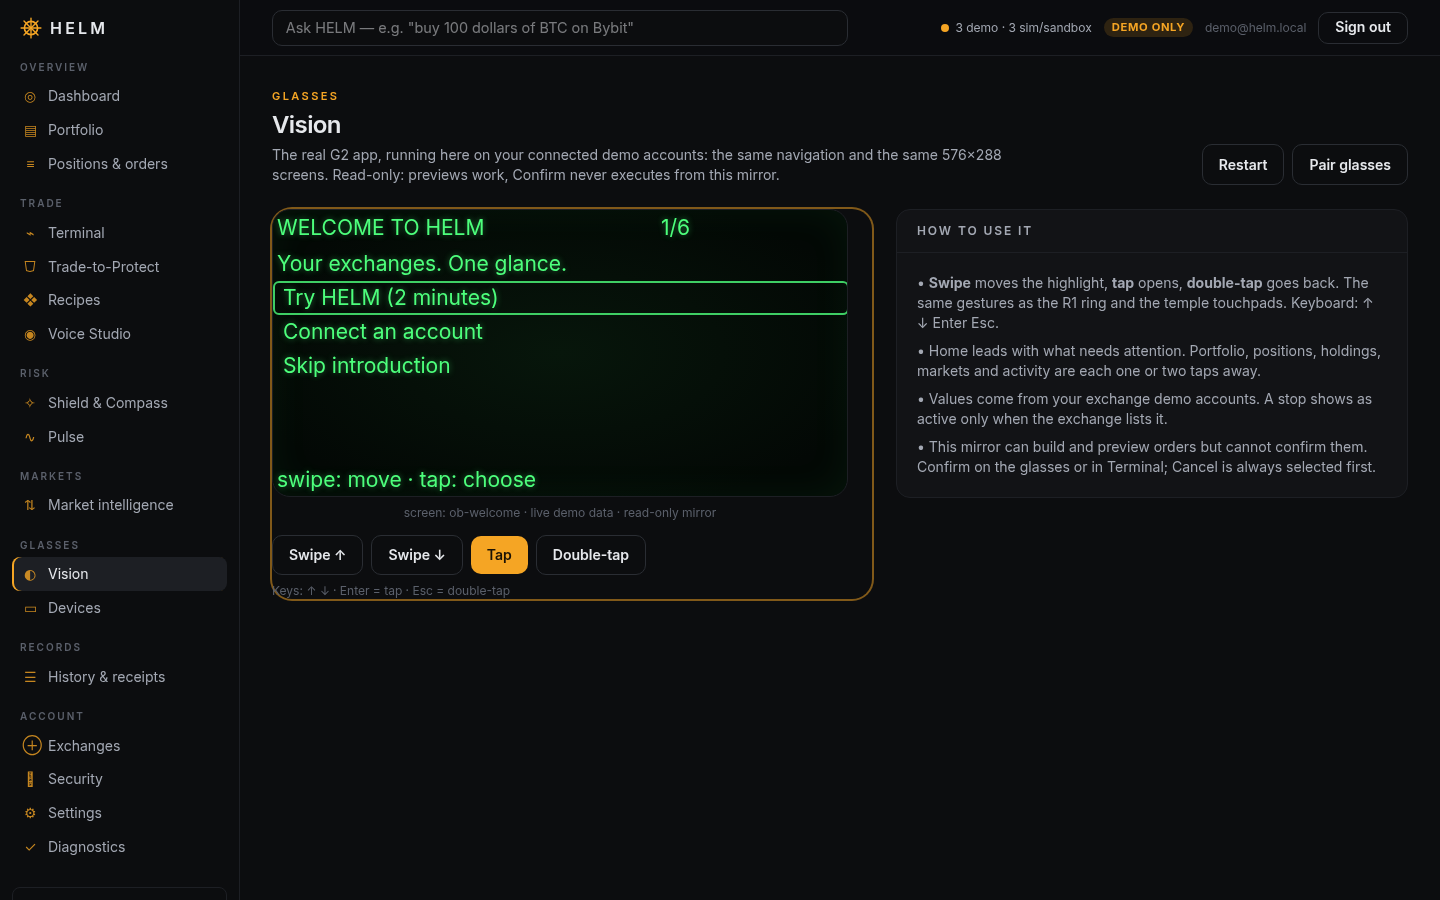 HELM
Ask HELM — e.g. "buy 100 dollars of BTC on Bybit"
3 demo · 3 sim/sandbox
DEMO ONLY
demo@helm.local
Sign out
OVERVIEW
Dashboard
Portfolio
Positions & orders
TRADE
Terminal
Trade-to-Protect
Recipes
Voice Studio
RISK
Shield & Compass
Pulse
MARKETS
Market intelligence
GLASSES
Vision
Devices
RECORDS
History & receipts
ACCOUNT
Exchanges
Security
Settings
Diagnostics
GLASSES
Vision
The real G2 app, running here on your connected demo accounts: the same navigation and the same 576×288
screens. Read-only: previews work, Confirm never executes from this mirror.
Restart
Pair glasses
WELCOME TO HELM 1/6
Your exchanges. One glance.
Try HELM (2 minutes)
Connect an account
Skip introduction
swipe: move · tap: choose
screen: ob-welcome · live demo data · read-only mirror
Swipe ↑
Swipe ↓
Tap
Double-tap
Keys: ↑ ↓ · Enter = tap · Esc = double-tap
HOW TO USE IT
• Swipe moves the highlight, tap opens, double-tap goes back. The
same gestures as the R1 ring and the temple touchpads. Keyboard: ↑
↓ Enter Esc.
• Home leads with what needs attention. Portfolio, positions, holdings,
markets and activity are each one or two taps away.
• Values come from your exchange demo accounts. A stop shows as
active only when the exchange lists it.
• This mirror can build and preview orders but cannot confirm them.
Confirm on the glasses or in Terminal; Cancel is always selected first.